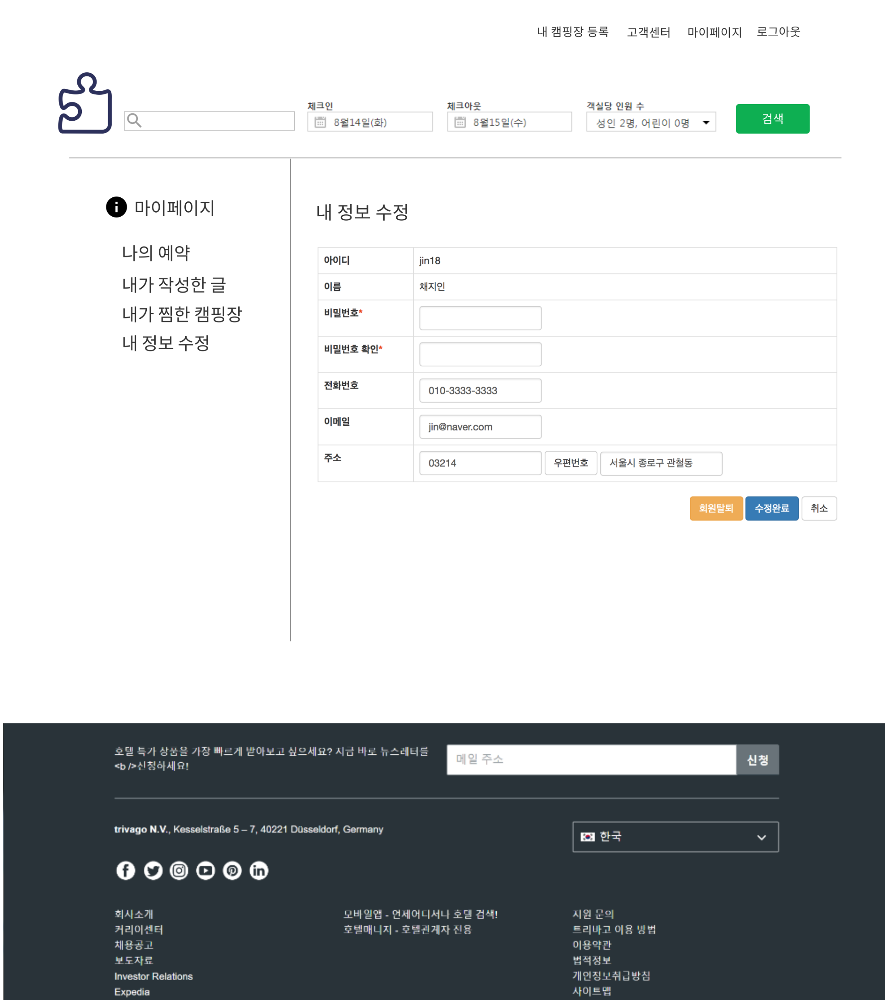 내 캠핑장 등록 고객센터 마이페이지 로그아웃
체크인 체크아웃 객실당 인원 수
8월14일(화) 8월15일(수) 성인 2명, 어린이 0명 검색
마이페이지
나의 예약
내가 작성한 글
내가 찜한 캠핑장
내 정보 수정
내 정보 수정
아이디 jin18
이름 채지인
비밀번호*
비밀번호 확인*
전화번호 010-3333-3333
이메일 jin@naver.com
주소 03214 우편번호 서울시 종로구 관철동
회원탈퇴 수정완료 취소
호텔 특가 상품을 가장 빠르게 받아보고 싶으세요? 지금 바로 뉴스레터를
<b />신청하세요!
메일 주소 신청
trivago N.V., Kesselstraße 5 – 7, 40221 Düsseldorf, Germany
한국
회사소개
커리어센터
채용공고
보도자료
Investor Relations
Expedia
모바일앱 - 언제어디서나 호텔 검색!
호텔매니저 - 호텔관계자 전용
지원 문의
트리바고 이용 방법
이용약관
법적정보
개인정보취급방침
사이트맵